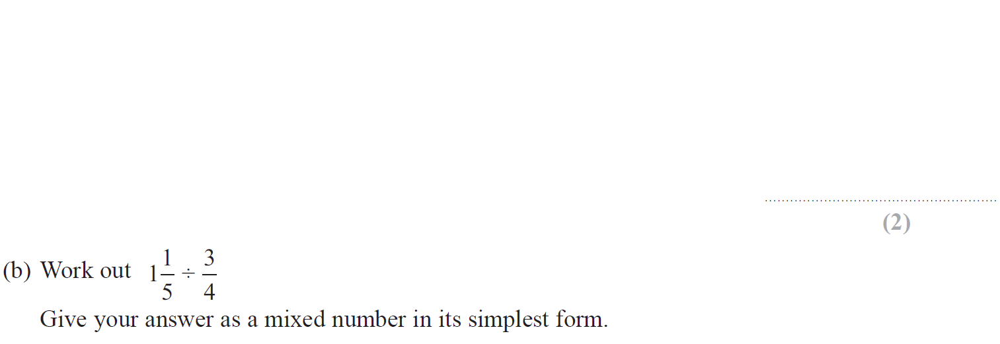 ....................................................
(2)
(b) Work out 1 1/5 ÷ 3/4
Give your answer as a mixed number in its simplest form.